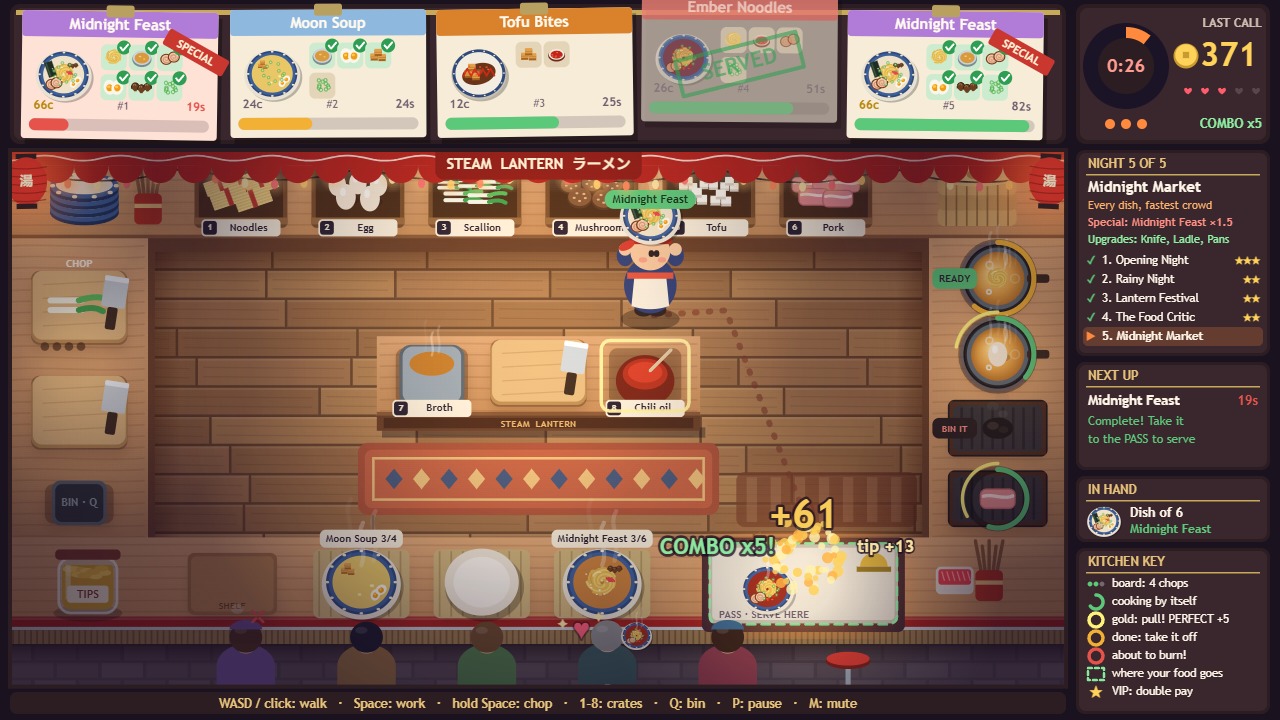 Midnight Feast
SPECIAL
66c
#1
19s
Moon Soup
24c
#2
24s
Tofu Bites
12c
#3
25s
Ember Noodles
SERVED
26c
#4
51s
Midnight Feast
SPECIAL
66c
#5
82s
0:26
LAST CALL
371
COMBO x5
STEAM LANTERN ラーメン
湯
湯
Midnight Feast
1 Noodles
2 Egg
3 Scallion
4 Mushroom
Tofu
6 Pork
CHOP
READY
7 Broth
8 Chili oil
STEAM LANTERN
BIN IT
BIN · Q
+61
COMBO x5!
tip +13
Moon Soup 3/4
Midnight Feast 3/6
TIPS
SHELF
PASS · SERVE HERE
NIGHT 5 OF 5
Midnight Market
Every dish, fastest crowd
Special: Midnight Feast ×1.5
Upgrades: Knife, Ladle, Pans
✓ 1. Opening Night ★★★
✓ 2. Rainy Night ★★
✓ 3. Lantern Festival ★★
✓ 4. The Food Critic ★★
▶ 5. Midnight Market
NEXT UP
Midnight Feast 19s
Complete! Take it
to the PASS to serve
IN HAND
Dish of 6
Midnight Feast
KITCHEN KEY
board: 4 chops
cooking by itself
gold: pull! PERFECT +5
done: take it off
about to burn!
where your food goes
VIP: double pay
WASD / click: walk · Space: work · hold Space: chop · 1-8: crates · Q: bin · P: pause · M: mute